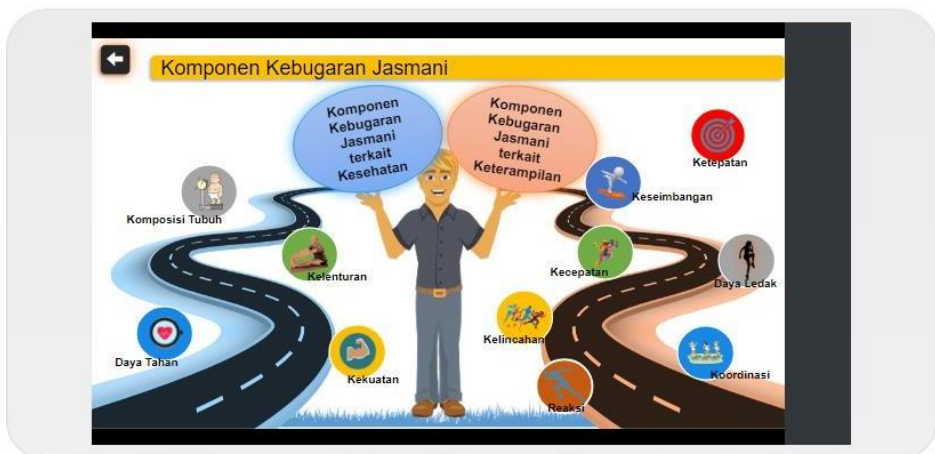 Komponen Kebugaran Jasmani
Komponen
Kebugaran
Jasmani
terkait
Kesehatan
Komponen
Kebugaran
Jasmani
terkait
Keterampilan
Komposisi Tubuh
Kelenturan
Daya Tahan
Kekuatan
Ketepatan
Keseimbangan
Kecepatan
Daya Ledak
Kelincahan
Koordinasi
Reaksi